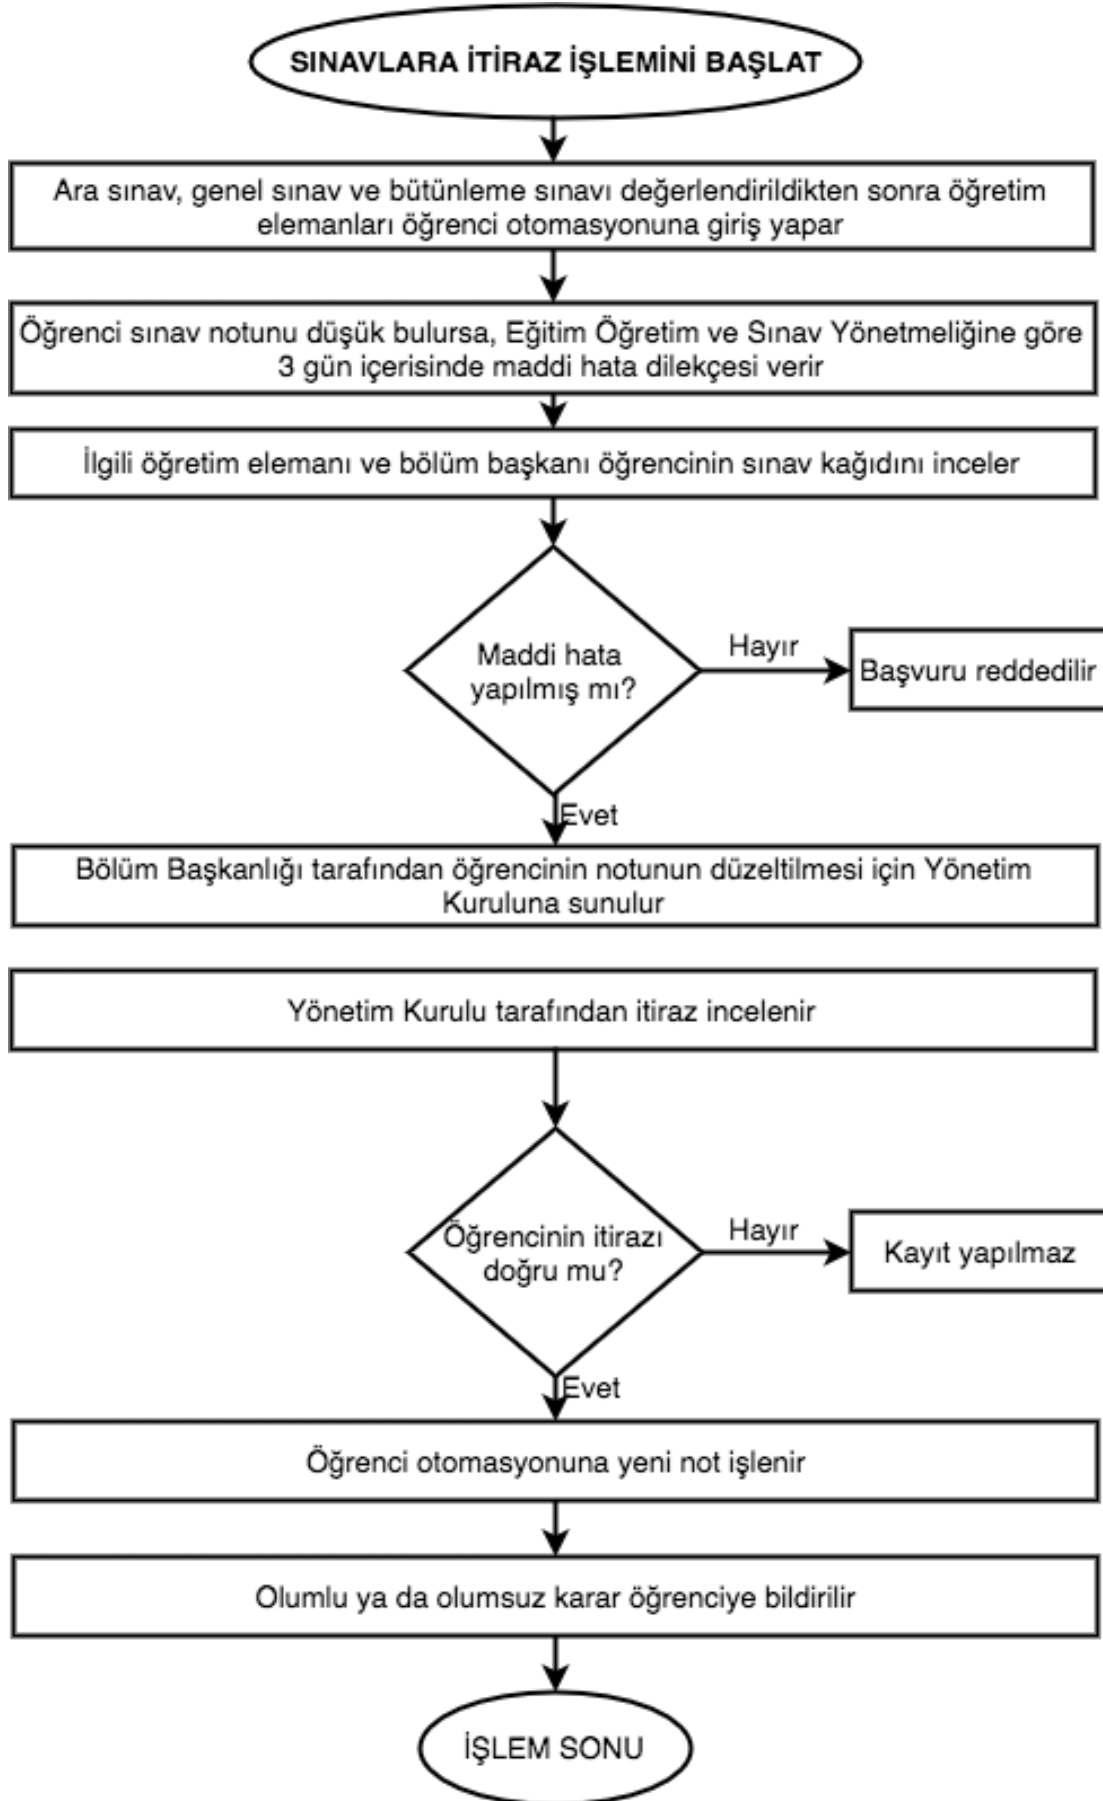 SINAVLARA İTİRAZ İŞLEMİNİ BAŞLAT
Ara sınav, genel sınav ve bütünleme sınavı değerlendirildikten sonra öğretim
elemanları öğrenci otomasyonuna giriş yapar
Öğrenci sınav notunu düşük bulursa, Eğitim Öğretim ve Sınav Yönetmeliğine göre
3 gün içerisinde maddi hata dilekçesi verir
İlgili öğretim elemanı ve bölüm başkanı öğrencinin sınav kağıdını inceler
Maddi hata
yapılmış mı?
Hayır
Başvuru reddedilir
Evet
Bölüm Başkanlığı tarafından öğrencinin notunun düzeltilmesi için Yönetim
Kuruluna sunulur
Yönetim Kurulu tarafından itiraz incelenir
Öğrencinin itirazı
doğru mu?
Hayır
Kayıt yapılmaz
Evet
Öğrenci otomasyonuna yeni not işlenir
Olumlu ya da olumsuz karar öğrenciye bildirilir
İŞLEM SONU